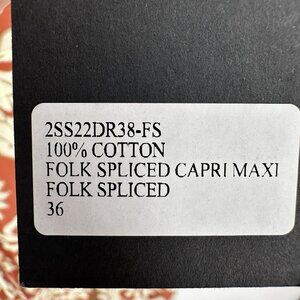 2SS22DR38-FS
100% COTTON
FOLK SPLICED CAPRI MAXI
FOLK SPLICED
36